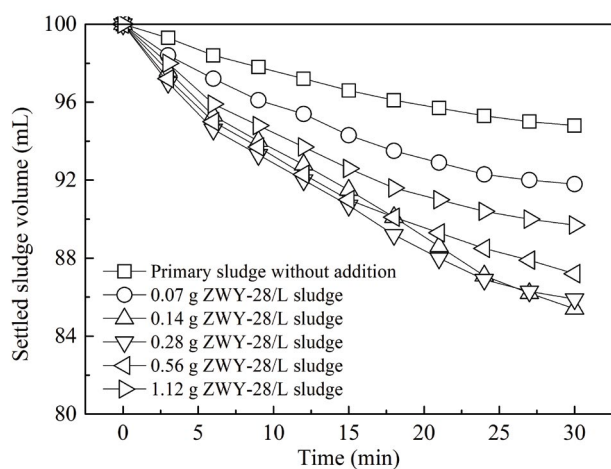 100
96
92
88
84
80
Settled sludge volume (mL)
Primary sludge without addition
0.07 g ZWY-28/L sludge
0.14 g ZWY-28/L sludge
0.28 g ZWY-28/L sludge
0.56 g ZWY-28/L sludge
1.12 g ZWY-28/L sludge
0 5 10 15 20 25 30
Time (min)